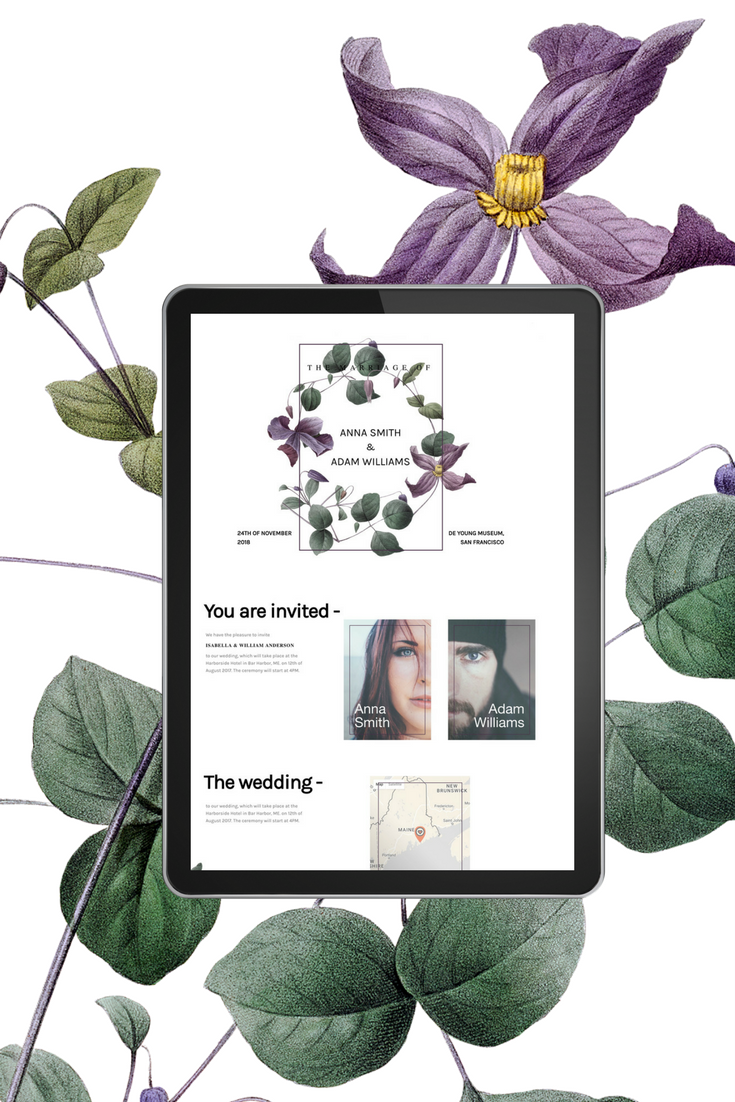 THE MARRIAGE OF
ANNA SMITH
&
ADAM WILLIAMS
24TH OF NOVEMBER
2018
DE YOUNG MUSEUM,
SAN FRANCISCO
You are invited -
We have the pleasure to invite
ISABELLA & WILLIAM ANDERSON
to our wedding, which will take place at the
Harborside Hotel in Bar Harbor, ME, on 12th of
August 2017. The ceremony will start at 4PM.
Anna
Smith
Adam
Williams
The wedding -
to our wedding, which will take place at the
Harborside Hotel in Bar Harbor, ME, on 12th of
August 2017. The ceremony will start at 4PM.
Map
NEW
BRUNSWICK
Fredericton
MAINE